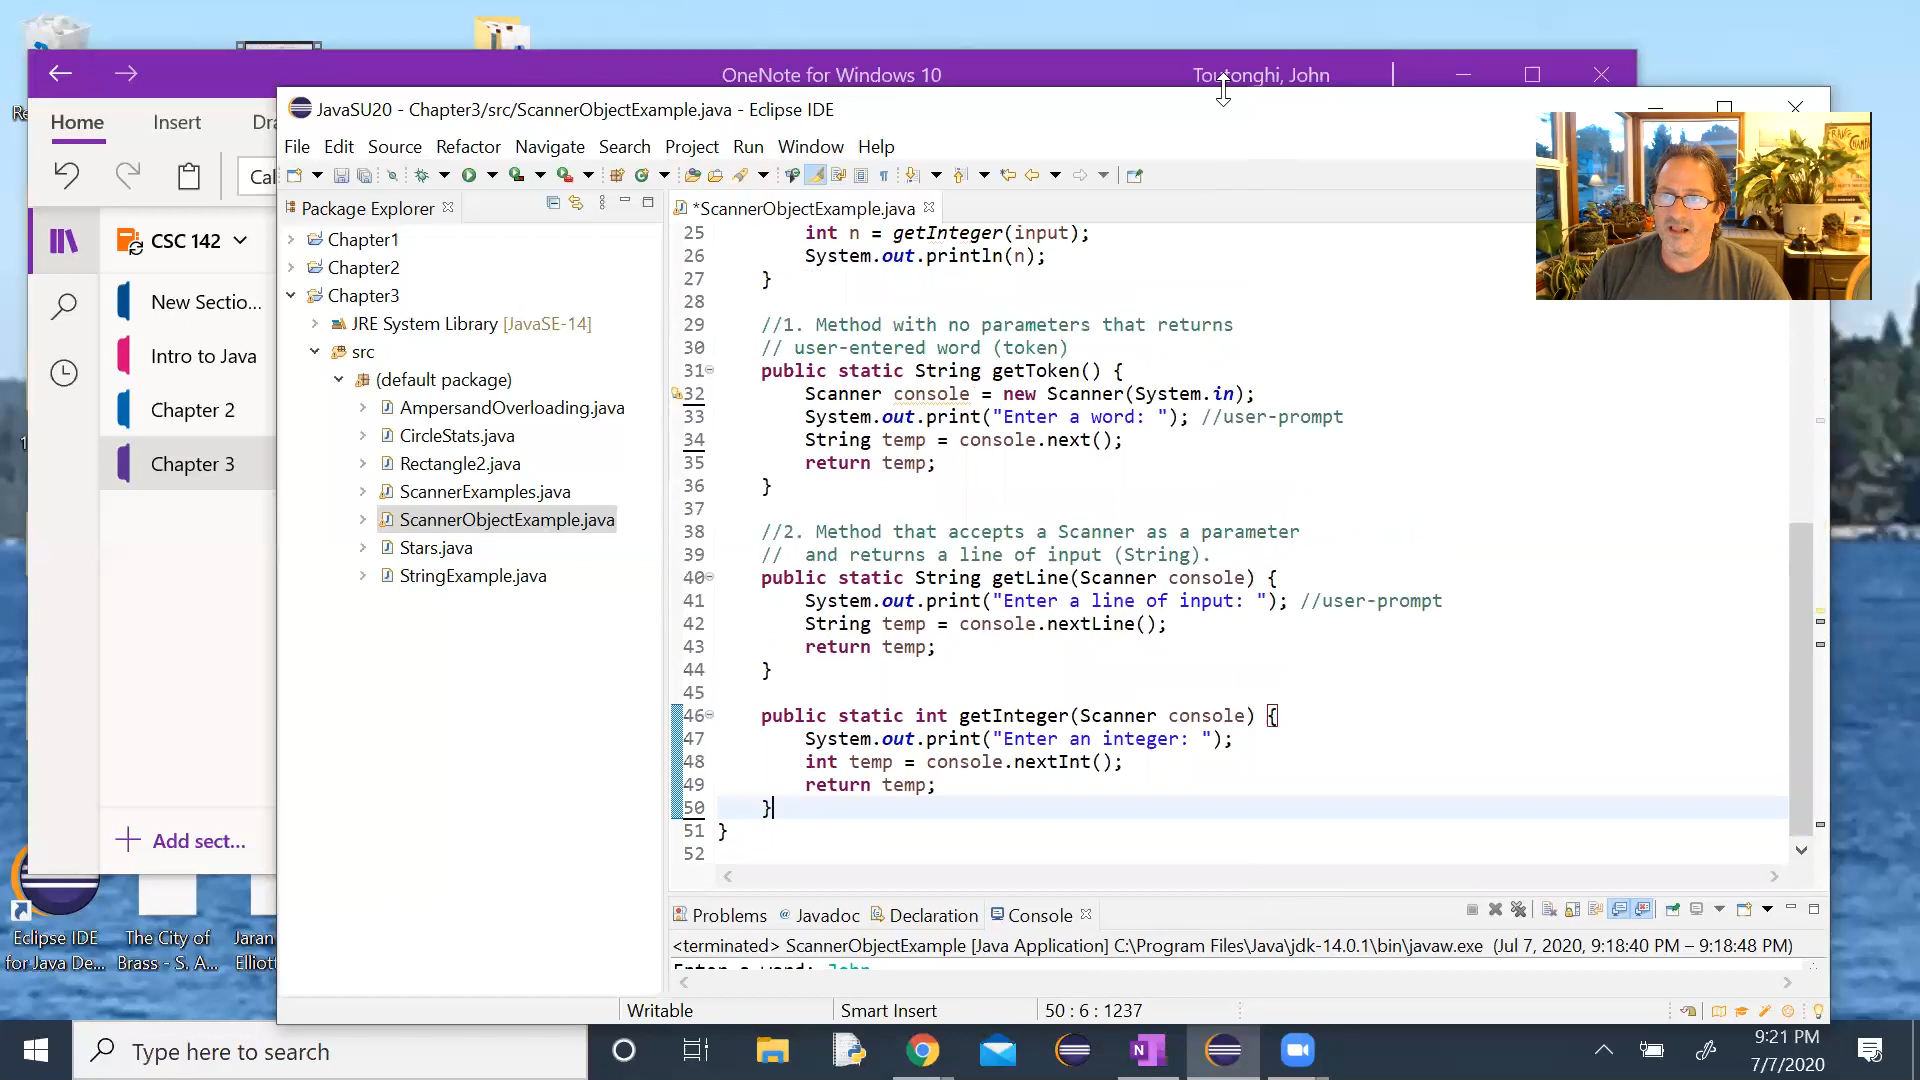 OneNote for Windows 10
Toutonghi, John
Home
Insert
Cal
CSC 142
New Sectio...
Intro to Java
Chapter 2
Chapter 3
Add sect...
JavaSU20 - Chapter3/src/ScannerObjectExample.java - Eclipse IDE
File Edit Source Refactor Navigate Search Project Run Window Help
Package Explorer
Chapter1
Chapter2
Chapter3
JRE System Library [JavaSE-14]
src
(default package)
AmpersandOverloading.java
CircleStats.java
Rectangle2.java
ScannerExamples.java
ScannerObjectExample.java
Stars.java
StringExample.java
*ScannerObjectExample.java
25 int n = getInteger(input);
26 System.out.println(n);
27 }
28
29 //1. Method with no parameters that returns
30 // user-entered word (token)
31 public static String getToken() {
32 Scanner console = new Scanner(System.in);
33 System.out.print("Enter a word: "); //user-prompt
34 String temp = console.next();
35 return temp;
36 }
37
38 //2. Method that accepts a Scanner as a parameter
39 // and returns a line of input (String).
40 public static String getLine(Scanner console) {
41 System.out.print("Enter a line of input: "); //user-prompt
42 String temp = console.nextLine();
43 return temp;
44 }
45
46 public static int getInteger(Scanner console) {
47 System.out.print("Enter an integer: ");
48 int temp = console.nextInt();
49 return temp;
50 }
51 }
52
Problems Javadoc Declaration Console
<terminated> ScannerObjectExample [Java Application] C:\Program Files\Java\jdk-14.0.1\bin\javaw.exe (Jul 7, 2020, 9:18:40 PM – 9:18:48 PM)
Enter a word: John
Writable
Smart Insert
50 : 6 : 1237
Eclipse IDE
for Java De...
The City of
Brass - S. A...
Jaran
Elliott
Type here to search
9:21 PM
7/7/2020